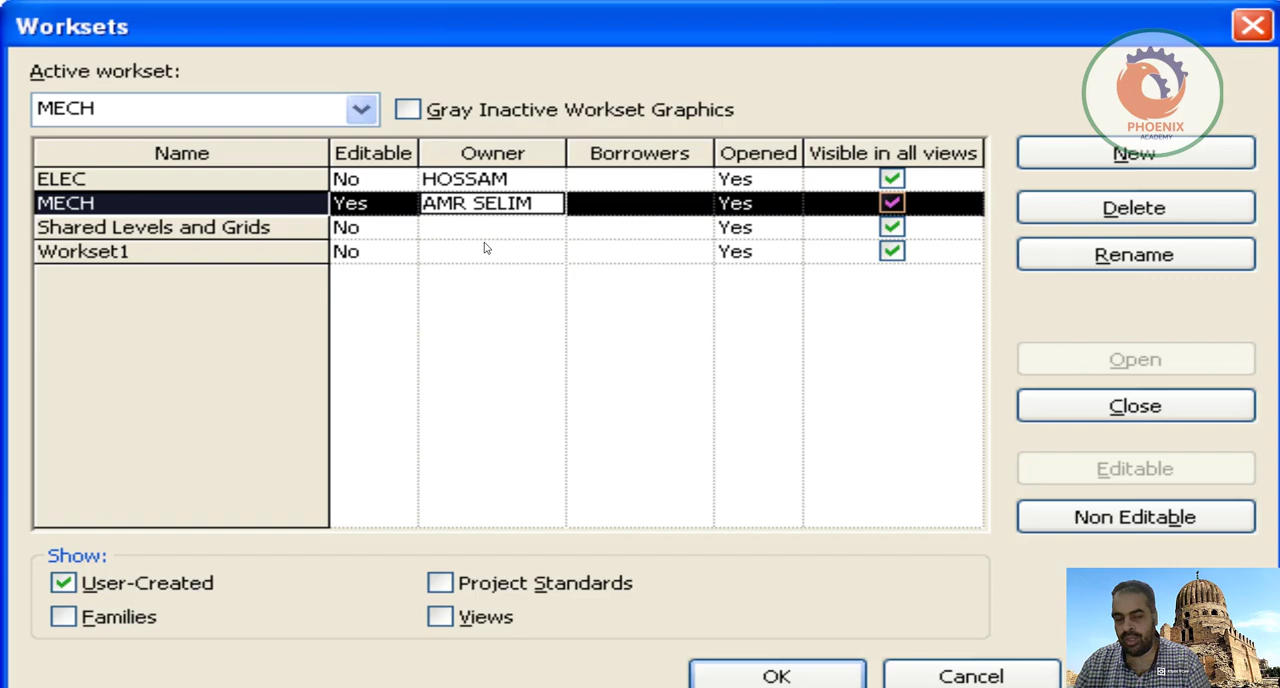 Worksets
Active workset:
MECH
Gray Inactive Workset Graphics
PHOENIX
ACADEMY
Name Editable Owner Borrowers Opened Visible in all views
ELEC No HOSSAM Yes
MECH Yes AMR SELIM Yes
Shared Levels and Grids No Yes
Workset1 No Yes
New
Delete
Rename
Open
Close
Editable
Non Editable
Show:
User-Created Project Standards
Families Views
OK Cancel